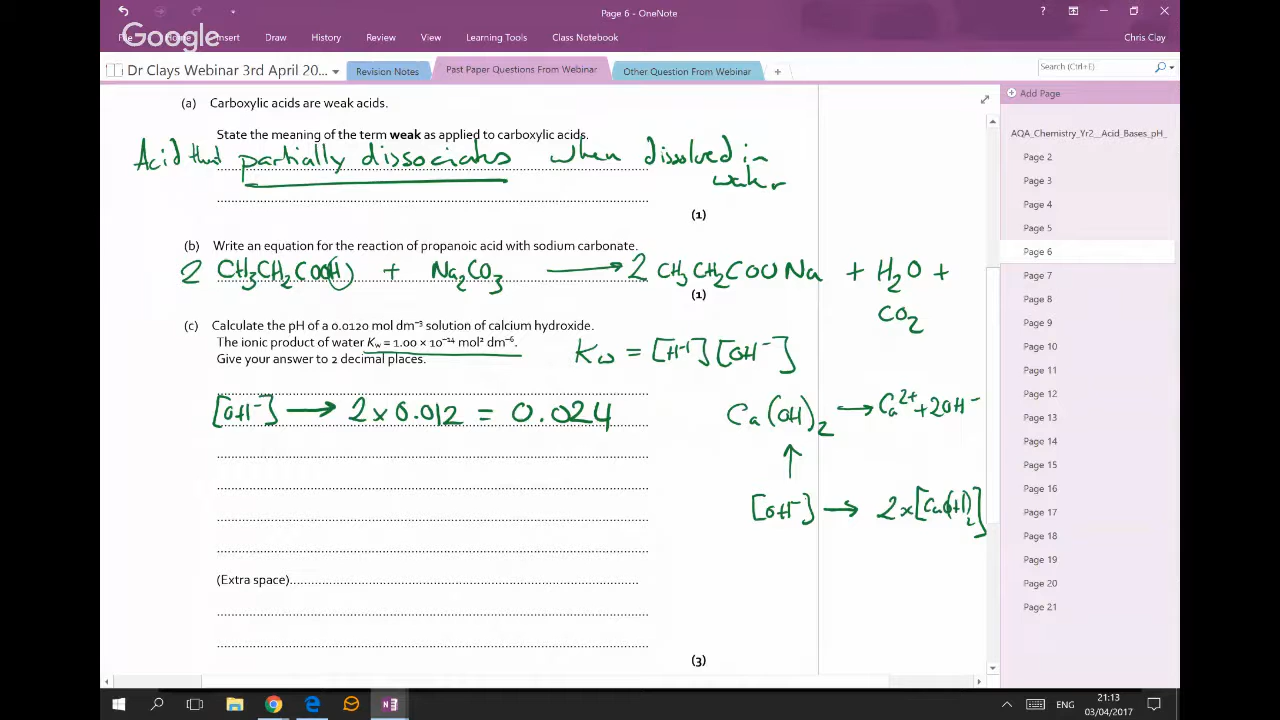 Page 6 - OneNote
Google
Insert Draw History Review View Learning Tools Class Notebook Chris Clay
Dr Clays Webinar 3rd April 20... Revision Notes Past Paper Questions From Webinar Other Question From Webinar Search (Ctrl+E)
Add Page
AQA_Chemistry_Yr2__Acid_Bases_pH_
Page 2
Page 3
Page 4
Page 5
Page 6
Page 7
Page 8
Page 9
Page 10
Page 11
Page 12
Page 13
Page 14
Page 15
Page 16
Page 17
Page 18
Page 19
Page 20
Page 21
(a) Carboxylic acids are weak acids.
State the meaning of the term weak as applied to carboxylic acids.
Acid that partially dissociates when dissolved in
water
(1)
(b) Write an equation for the reaction of propanoic acid with sodium carbonate.
2 CH3CH2COOH + Na2CO3 → 2 CH3CH2COONa + H2O +
CO2
(1)
(c) Calculate the pH of a 0.0120 mol dm⁻³ solution of calcium hydroxide.
The ionic product of water Kw = 1.00 × 10⁻¹⁴ mol² dm⁻⁶.
Give your answer to 2 decimal places.
Kw = [H+] [OH⁻]
[OH⁻] → 2 x 0.012 = 0.024
Ca(OH)2 → Ca²⁺ + 2OH⁻
[OH⁻] → 2x[Ca(OH)2]
(Extra space)
(3)
ENG
21:13
03/04/2017